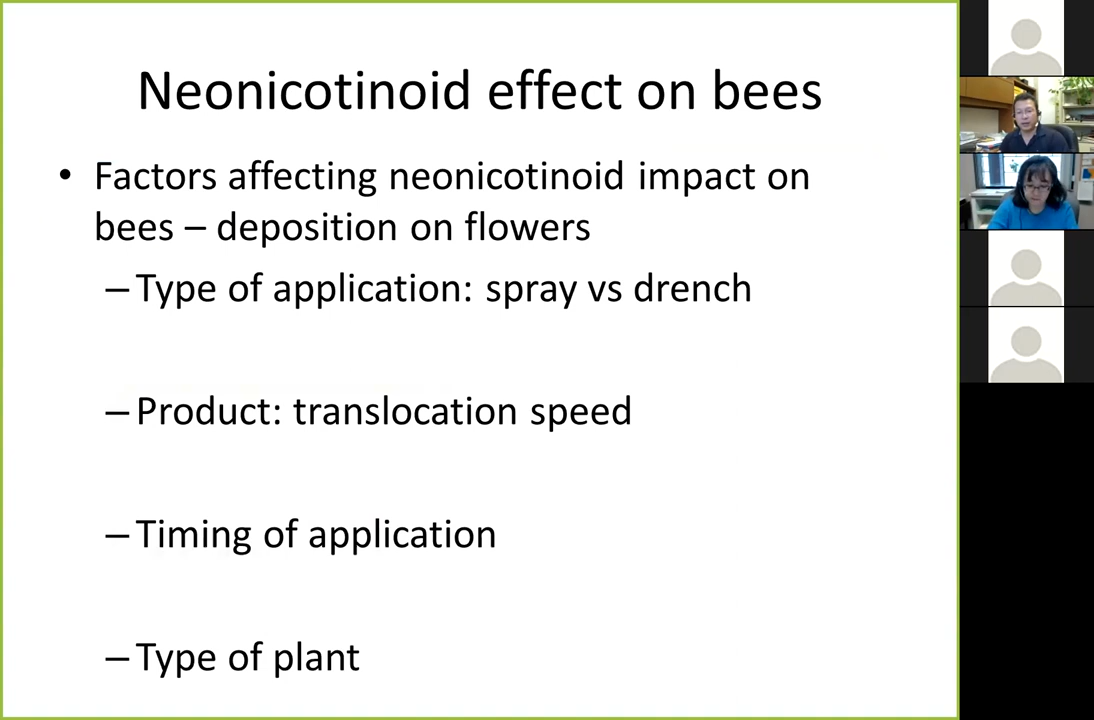 Neonicotinoid effect on bees
• Factors affecting neonicotinoid impact on
bees – deposition on flowers
– Type of application: spray vs drench
– Product: translocation speed
– Timing of application
– Type of plant